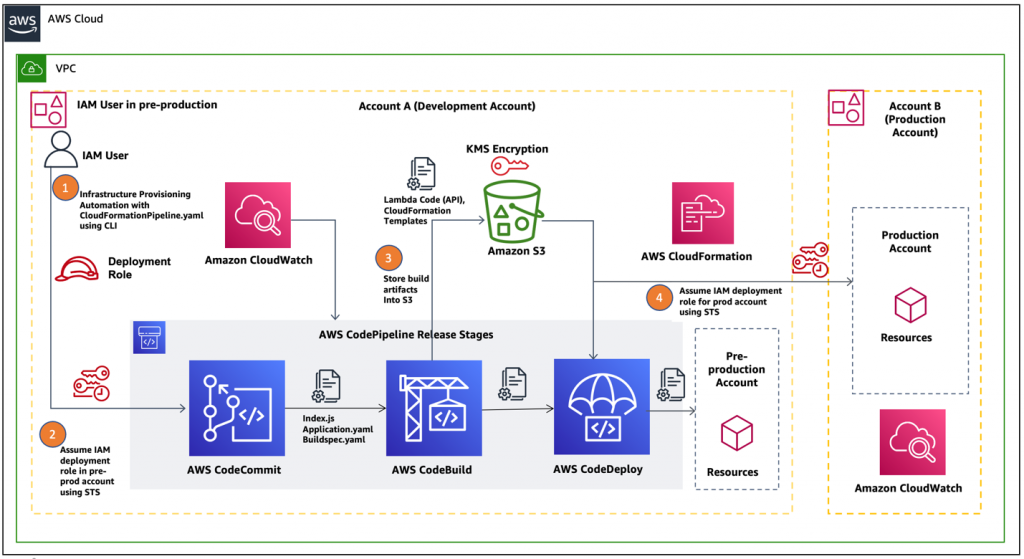 aws
AWS Cloud
VPC
IAM User in pre-production
Account A (Development Account)
Account B
(Production
Account)
IAM User
KMS Encryption
1
Infrastructure Provisioning
Automation with
CloudFormationPipeline.yaml
using CLI
Lambda Code (API),
CloudFormation
Templates
Amazon S3
Amazon CloudWatch
Deployment
Role
3
Store build
artifacts
Into S3
AWS CloudFormation
Production
Account
Resources
4
Assume IAM deployment
role for prod account
using STS
AWS CodePipeline Release Stages
Pre-
production
Account
Resources
2
Assume IAM
deployment
role in pre-
prod account
using STS
Index.js
Application.yaml
Buildspec.yaml
AWS CodeCommit
AWS CodeBuild
AWS CodeDeploy
Amazon CloudWatch